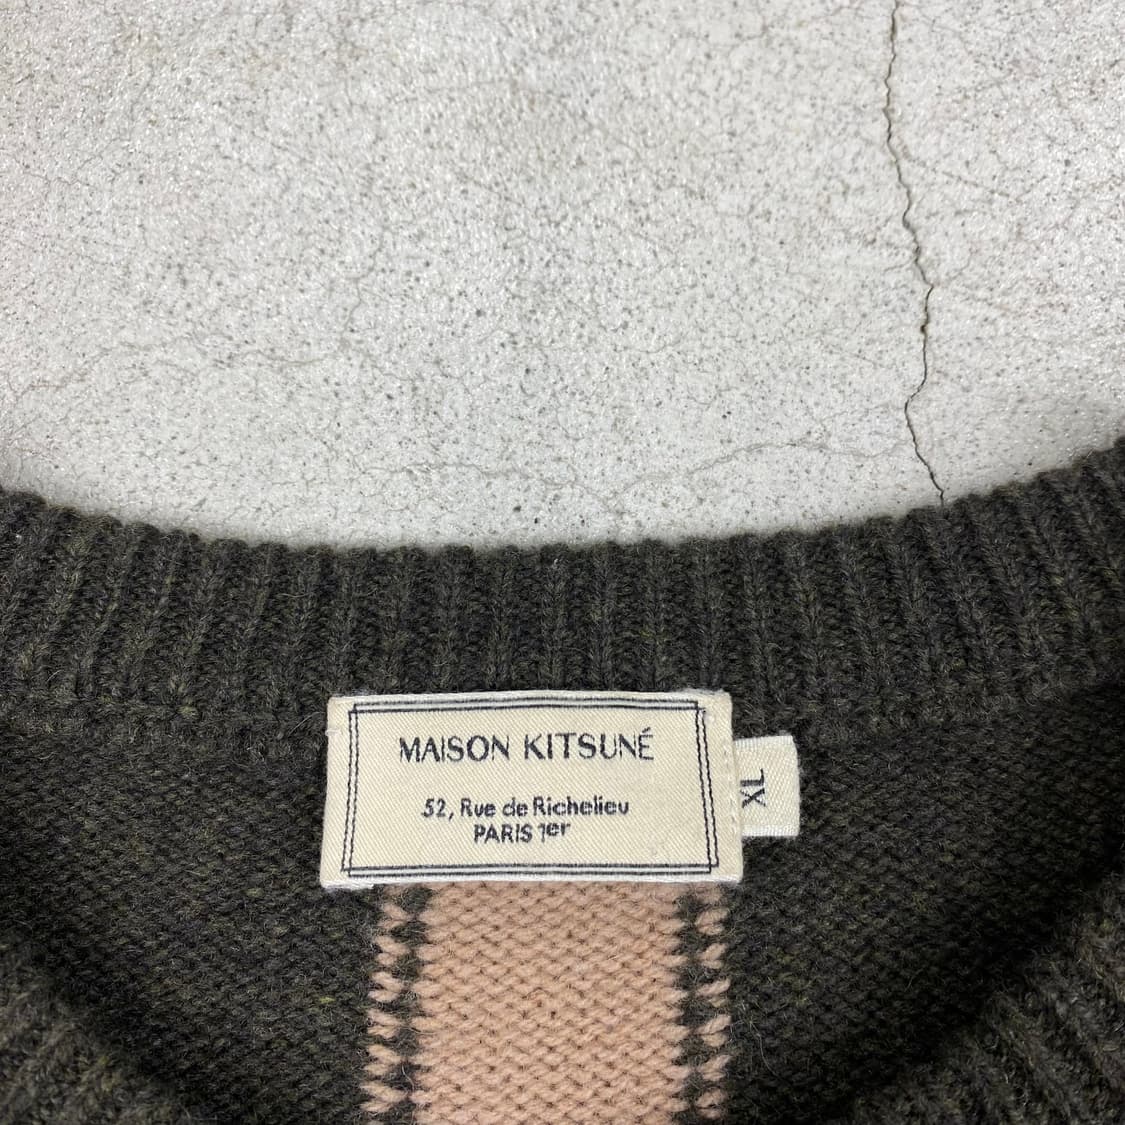 MAISON KITSUNÉ
52, Rue de Richelieu
PARIS 1er
XL